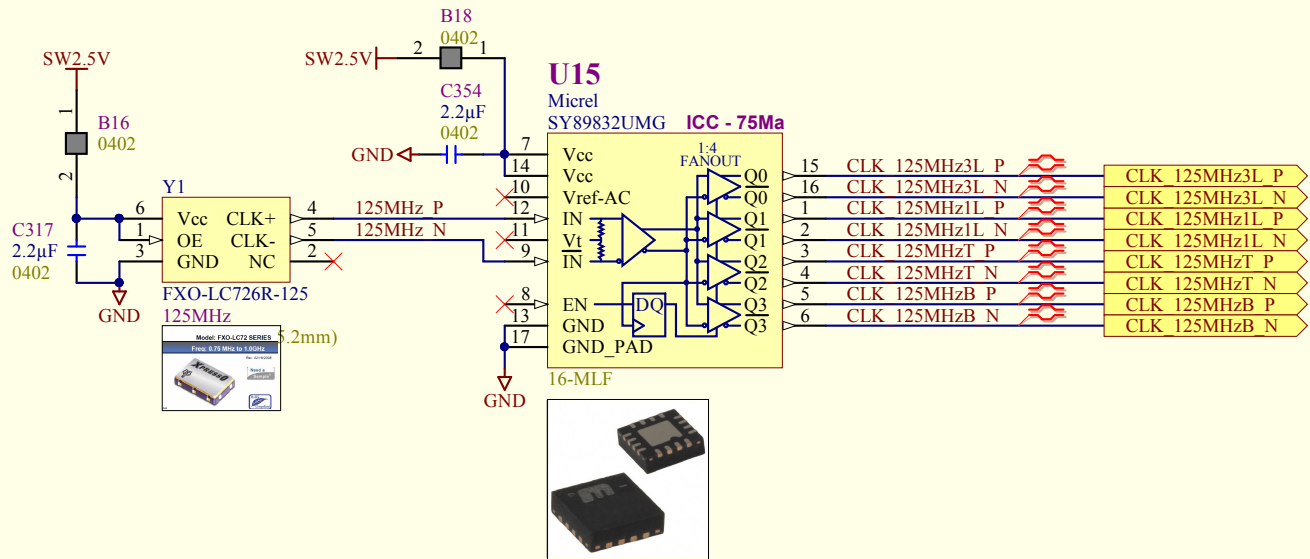 SW2.5V
1
B16
0402
2
C317
2.2µF
0402
Y1
6 Vcc CLK+ 4 125MHz_P
1 OE CLK- 5 125MHz_N
3 GND NC 2
GND
FXO-LC726R-125
125MHz
5.2mm)
Model: FXO-LC72 SERIES
Freq: 0.75 MHz to 1.0GHz
XPRESSO
Need a
Sample?
SW2.5V
B18
0402
2 1
C354
2.2µF
0402
GND
U15
Micrel
SY89832UMG ICC - 75Ma
1:4
FANOUT
7 Vcc
14 Vcc
10 Vref-AC
12 IN
11 Vt
9 IN
8 EN
13 GND
17 GND_PAD
DQ
GND
16-MLF
Q0 15 CLK_125MHz3L_P CLK_125MHz3L_P
Q0 16 CLK_125MHz3L_N CLK_125MHz3L_N
Q1 1 CLK_125MHz1L_P CLK_125MHz1L_P
Q1 2 CLK_125MHz1L_N CLK_125MHz1L_N
Q2 3 CLK_125MHzT_P CLK_125MHzT_P
Q2 4 CLK_125MHzT_N CLK_125MHzT_N
Q3 5 CLK_125MHzB_P CLK_125MHzB_P
Q3 6 CLK_125MHzB_N CLK_125MHzB_N